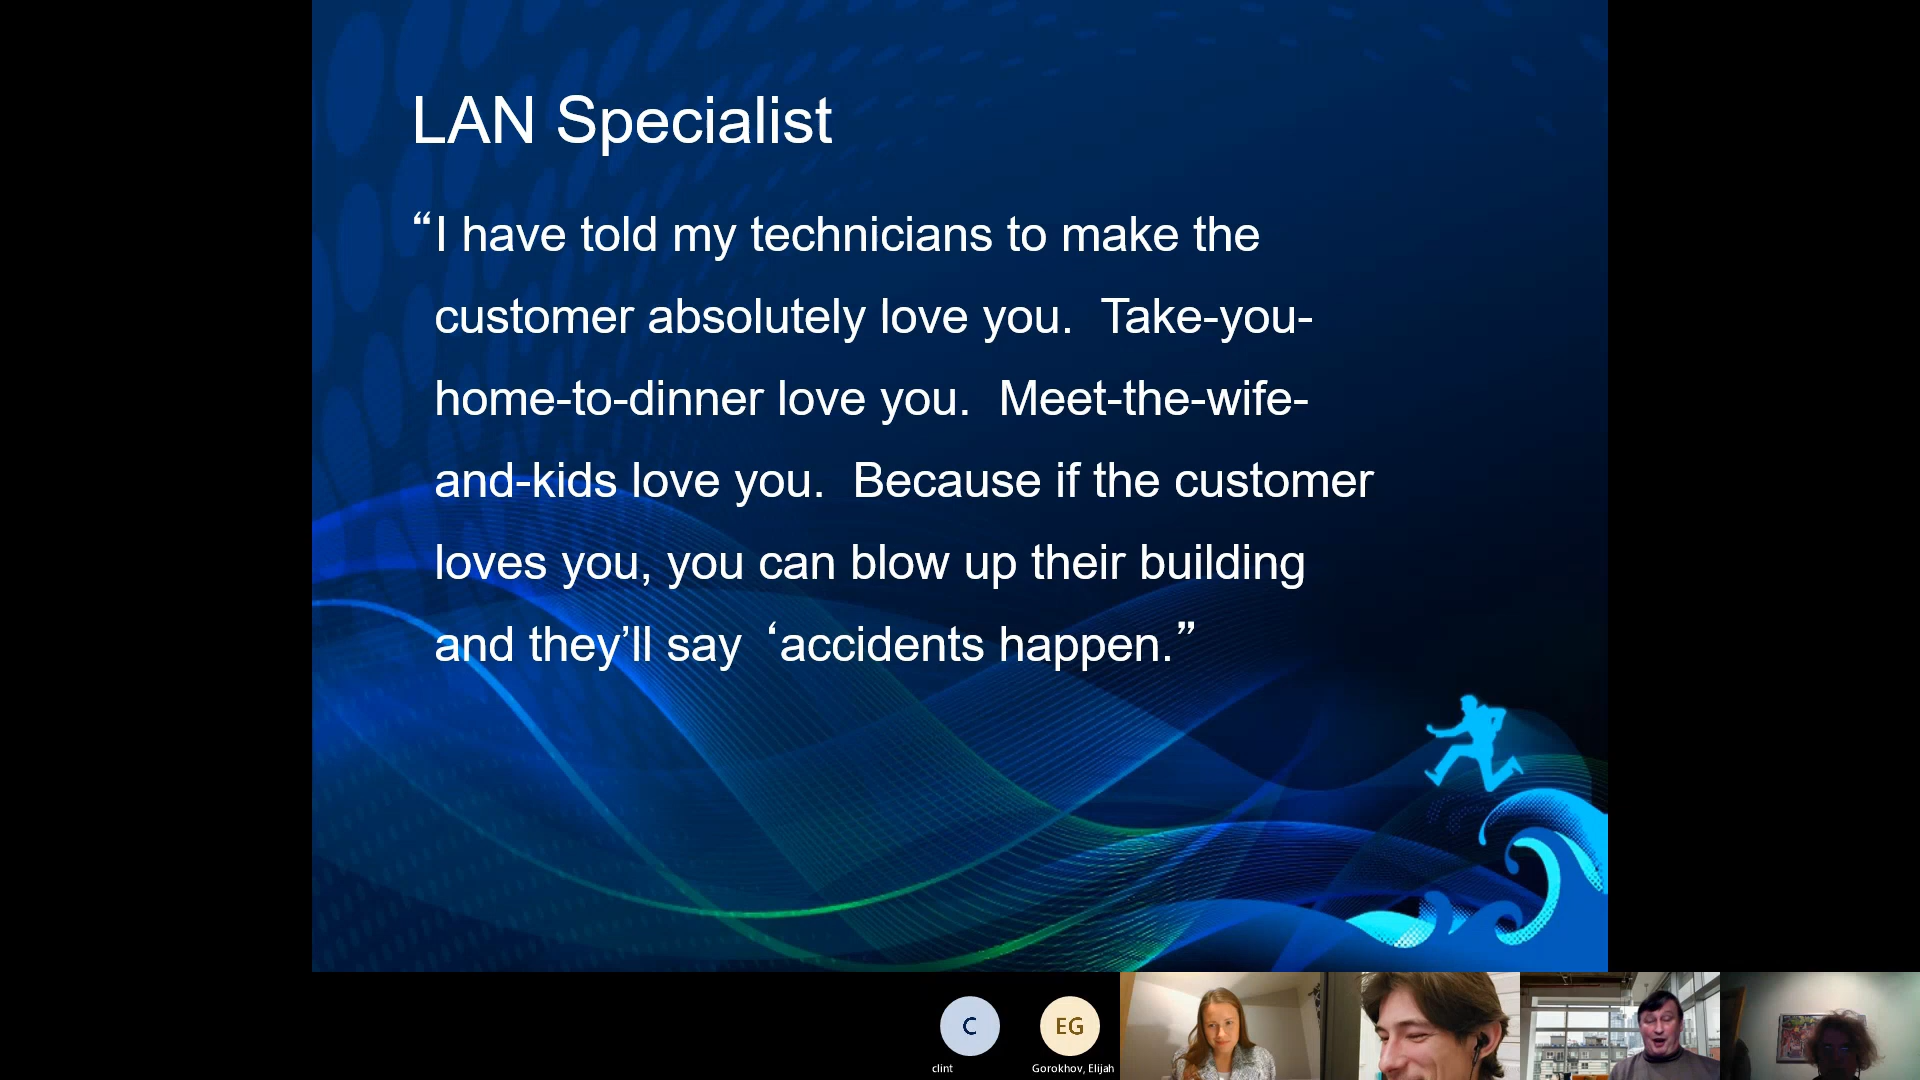 LAN Specialist
“I have told my technicians to make the
customer absolutely love you.  Take-you-
home-to-dinner love you.  Meet-the-wife-
and-kids love you.  Because if the customer
loves you, you can blow up their building
and they’ll say ‘accidents happen.”
C
EG
clint
Gorokhov, Elijah